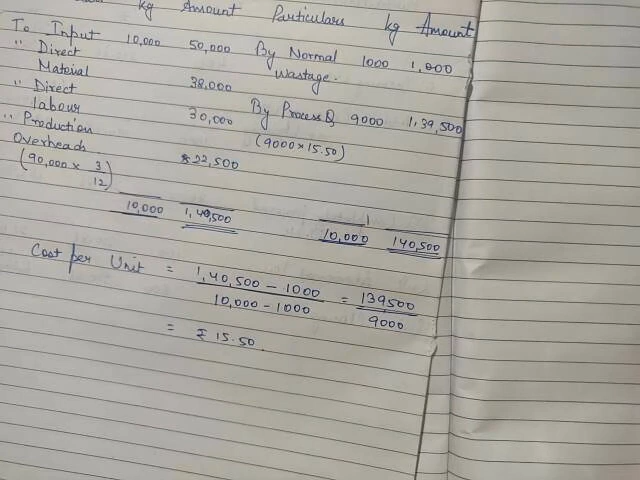 kg Amount Particulars kg Amount
To Input 10,000 50,000 By Normal 1000 1,000
" Direct Wastage.
Material 38,000
" Direct By Process 9000 1,39,500
labour 30,000 (9000×15.50)
" Production
Overheads 22,500
(90,000 × 3/12)
10,000 1,40,500 10,000 140,500
Cost per Unit = 1,40,500 - 1000 / 10,000 - 1000 = 139500 / 9000
= ₹ 15.50.